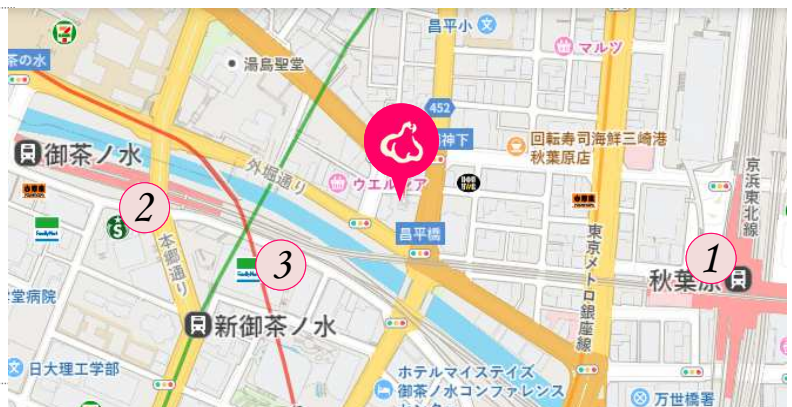 昌平小
マルツ
湯島聖堂
茶の水
452
神下
回転寿司海鮮三崎港
秋葉原店
御茶ノ水
外堀通り
ウエル
ア
京浜東北線
2
本郷通り
昌平橋
東京メトロ銀座線
1
秋葉原
3
FamilyMart
FamilyMart
堂病院
新御茶ノ水
日大理工学部
ホテルマイステイズ
御茶ノ水コンファレンス
万世橋署